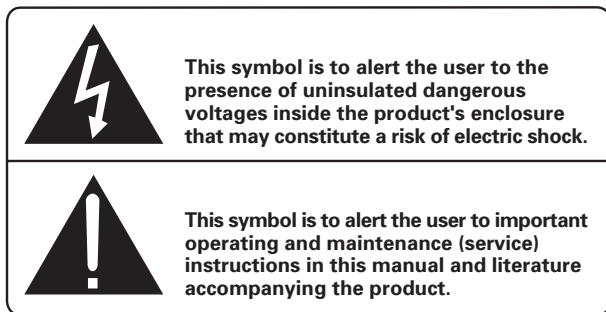 This symbol is to alert the user to the
presence of uninsulated dangerous
voltages inside the product's enclosure
that may constitute a risk of electric shock.
This symbol is to alert the user to important
operating and maintenance (service)
instructions in this manual and literature
accompanying the product.